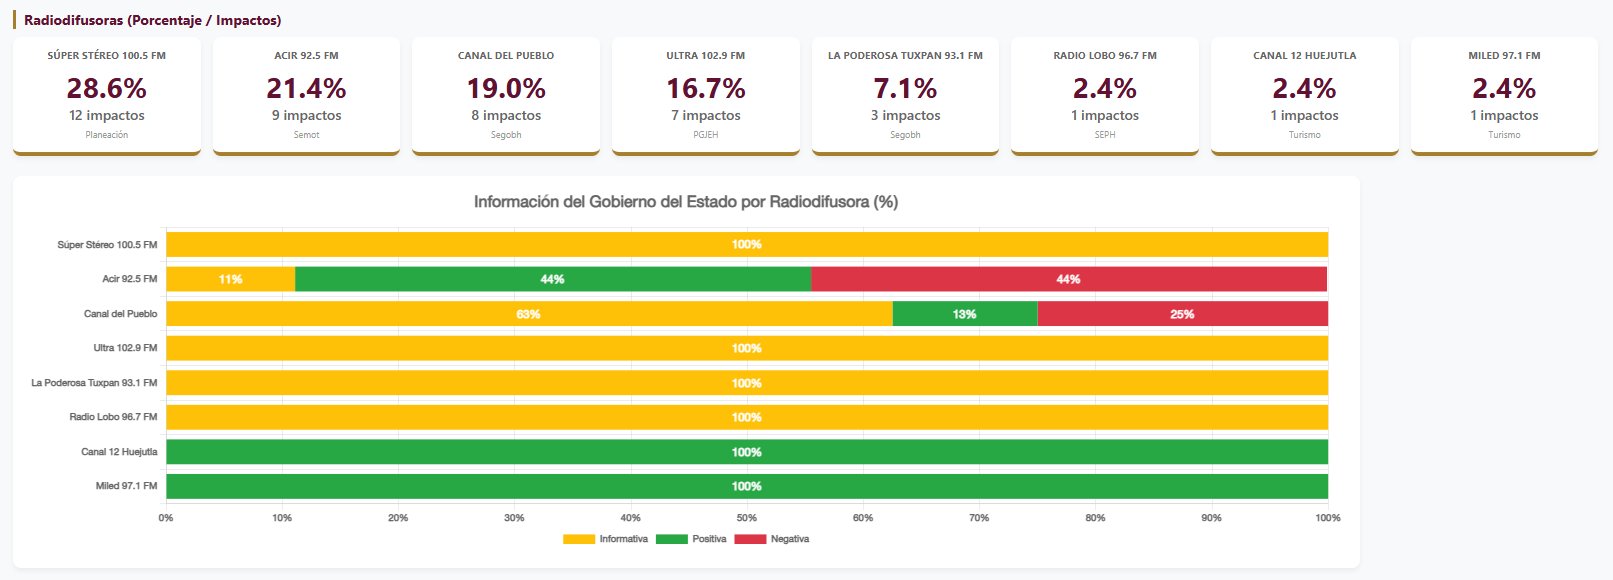 Radiodifusoras (Porcentaje / Impactos)
SÚPER STÉREO 100.5 FM
28.6%
12 impactos
Planeación
ACIR 92.5 FM
21.4%
9 impactos
Semot
CANAL DEL PUEBLO
19.0%
8 impactos
Segobh
ULTRA 102.9 FM
16.7%
7 impactos
PGJEH
LA PODEROSA TUXPAN 93.1 FM
7.1%
3 impactos
Segobh
RADIO LOBO 96.7 FM
2.4%
1 impactos
SEPH
CANAL 12 HUEJUTLA
2.4%
1 impactos
Turismo
MILED 97.1 FM
2.4%
1 impactos
Turismo
Información del Gobierno del Estado por Radiodifusora (%)
Súper Stéreo 100.5 FM 100%
Acir 92.5 FM 11% 44% 44%
Canal del Pueblo 63% 13% 25%
Ultra 102.9 FM 100%
La Poderosa Tuxpan 93.1 FM 100%
Radio Lobo 96.7 FM 100%
Canal 12 Huejutla 100%
Miled 97.1 FM 100%
0% 10% 20% 30% 40% 50% 60% 70% 80% 90% 100%
Informativa Positiva Negativa